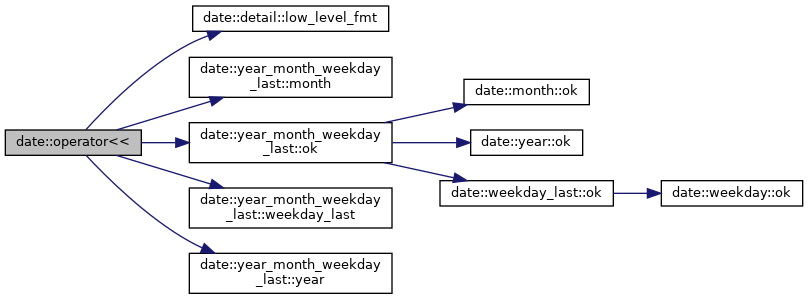 date::operator<<
date::detail::low_level_fmt
date::year_month_weekday
_last::month
date::year_month_weekday
_last::ok
date::year_month_weekday
_last::weekday_last
date::year_month_weekday
_last::year
date::month::ok
date::year::ok
date::weekday_last::ok
date::weekday::ok